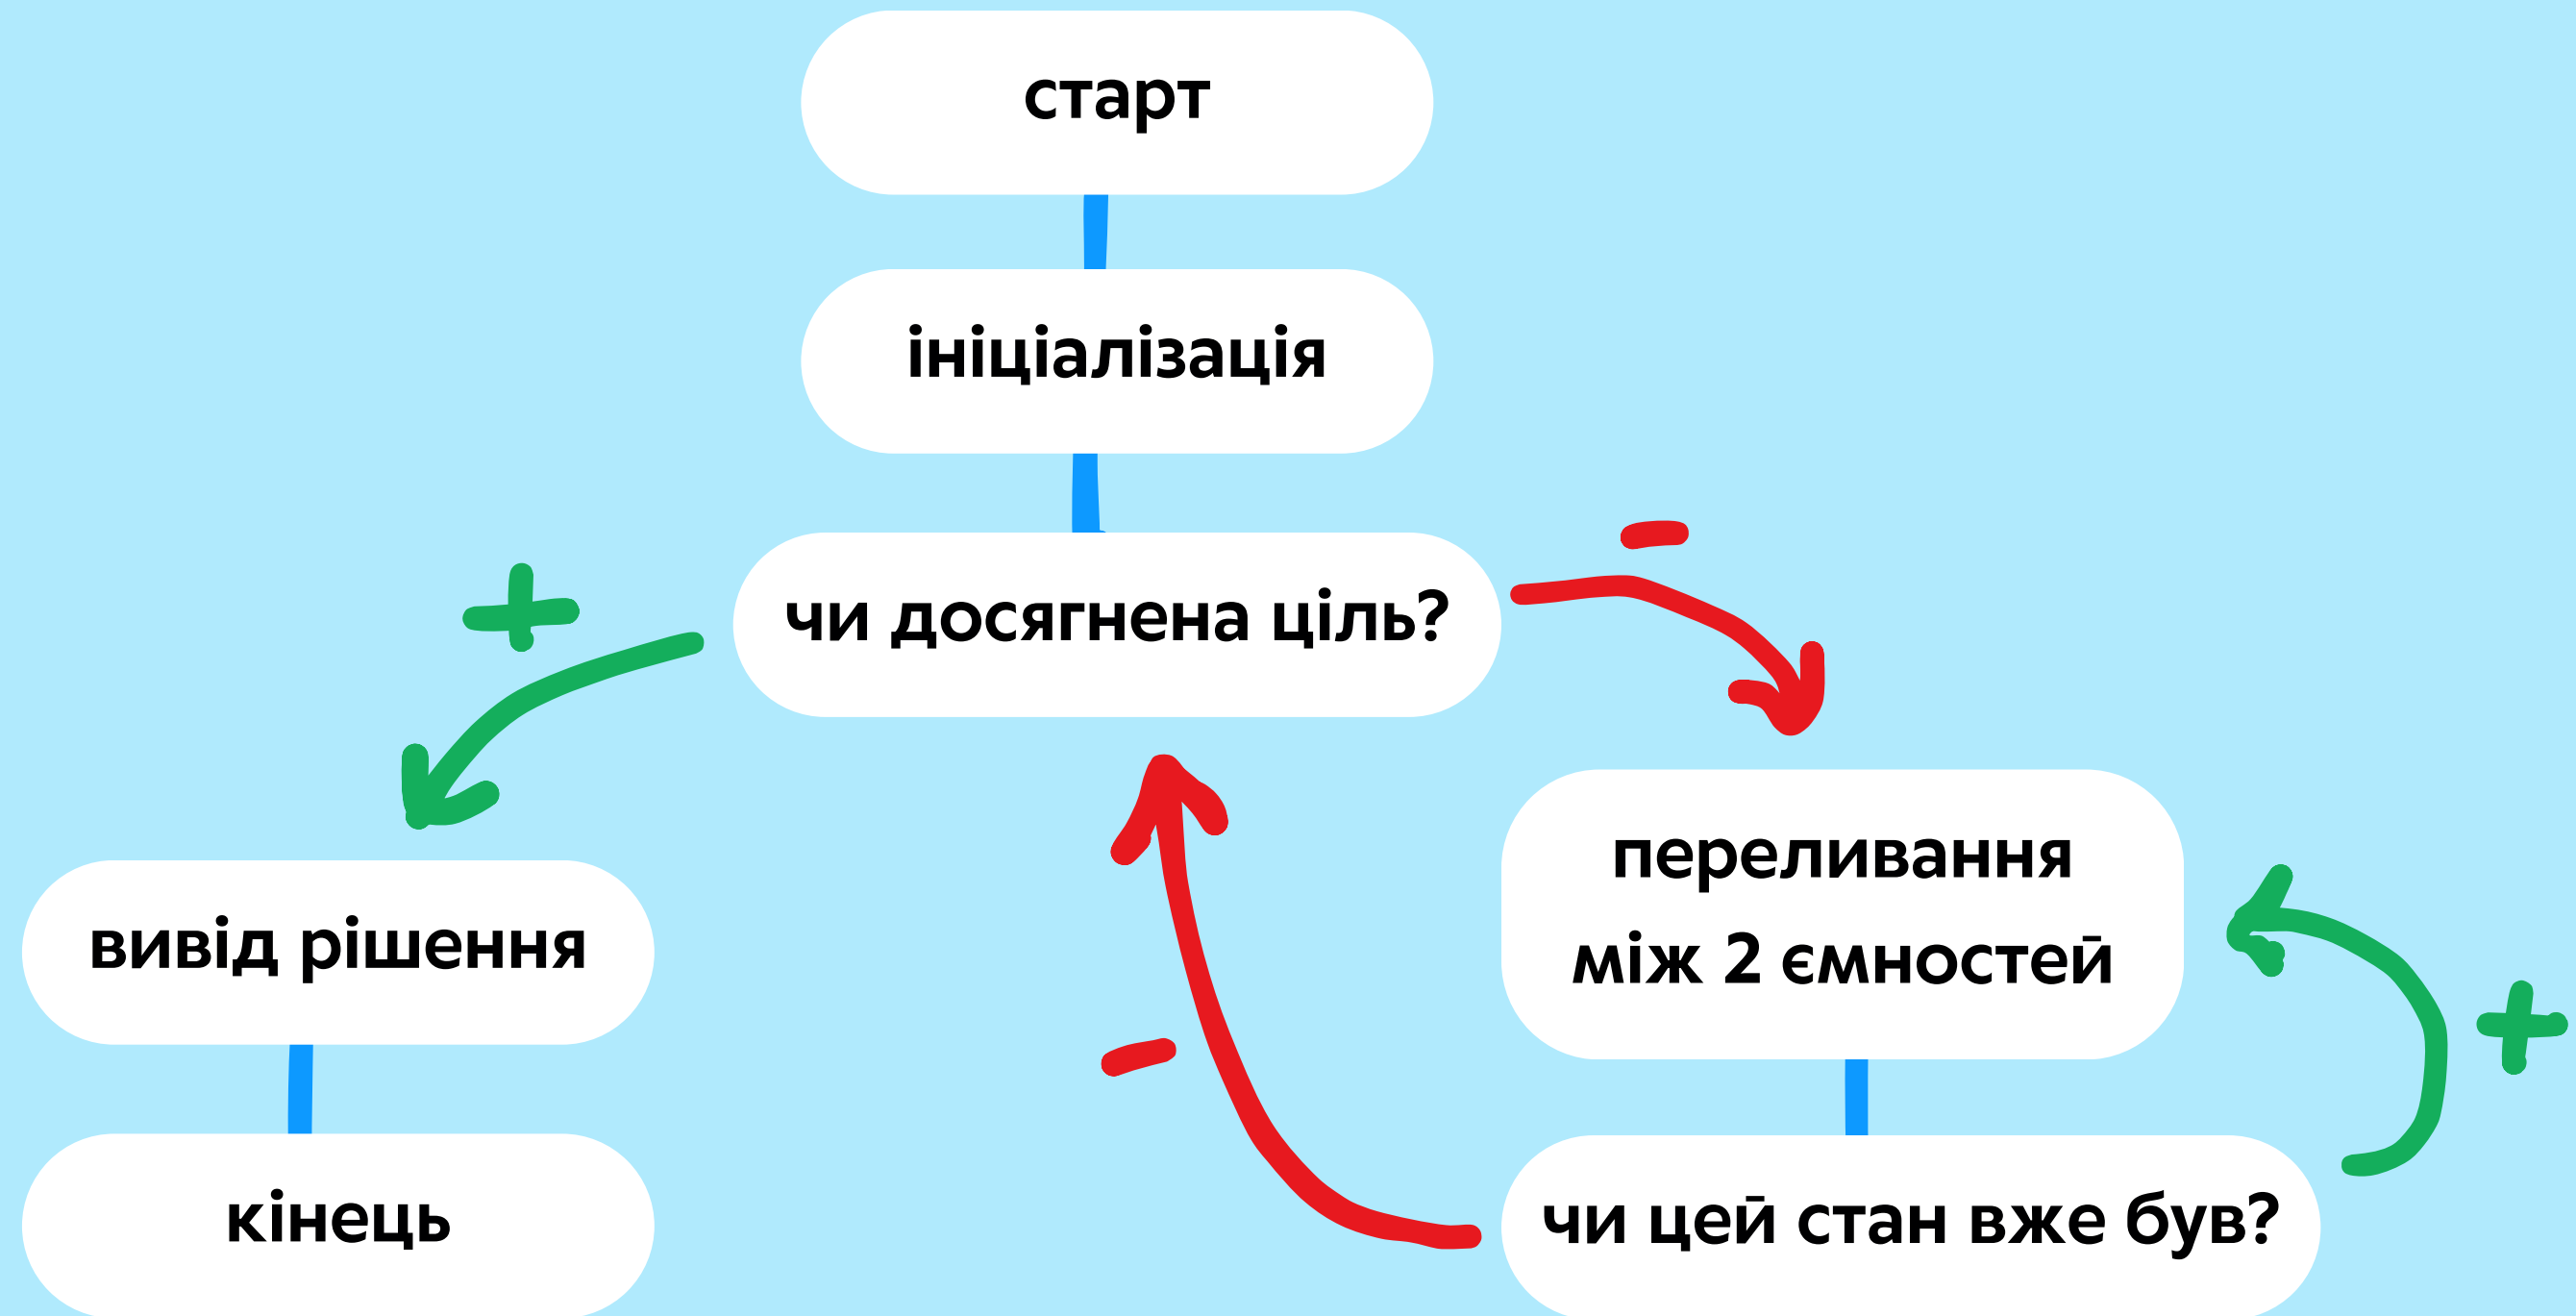 старт
ініціалізація
чи досягнена ціль?
+
-
переливання
між 2 ємностей
вивід рішення
+
-
кінець
чи цей стан вже був?